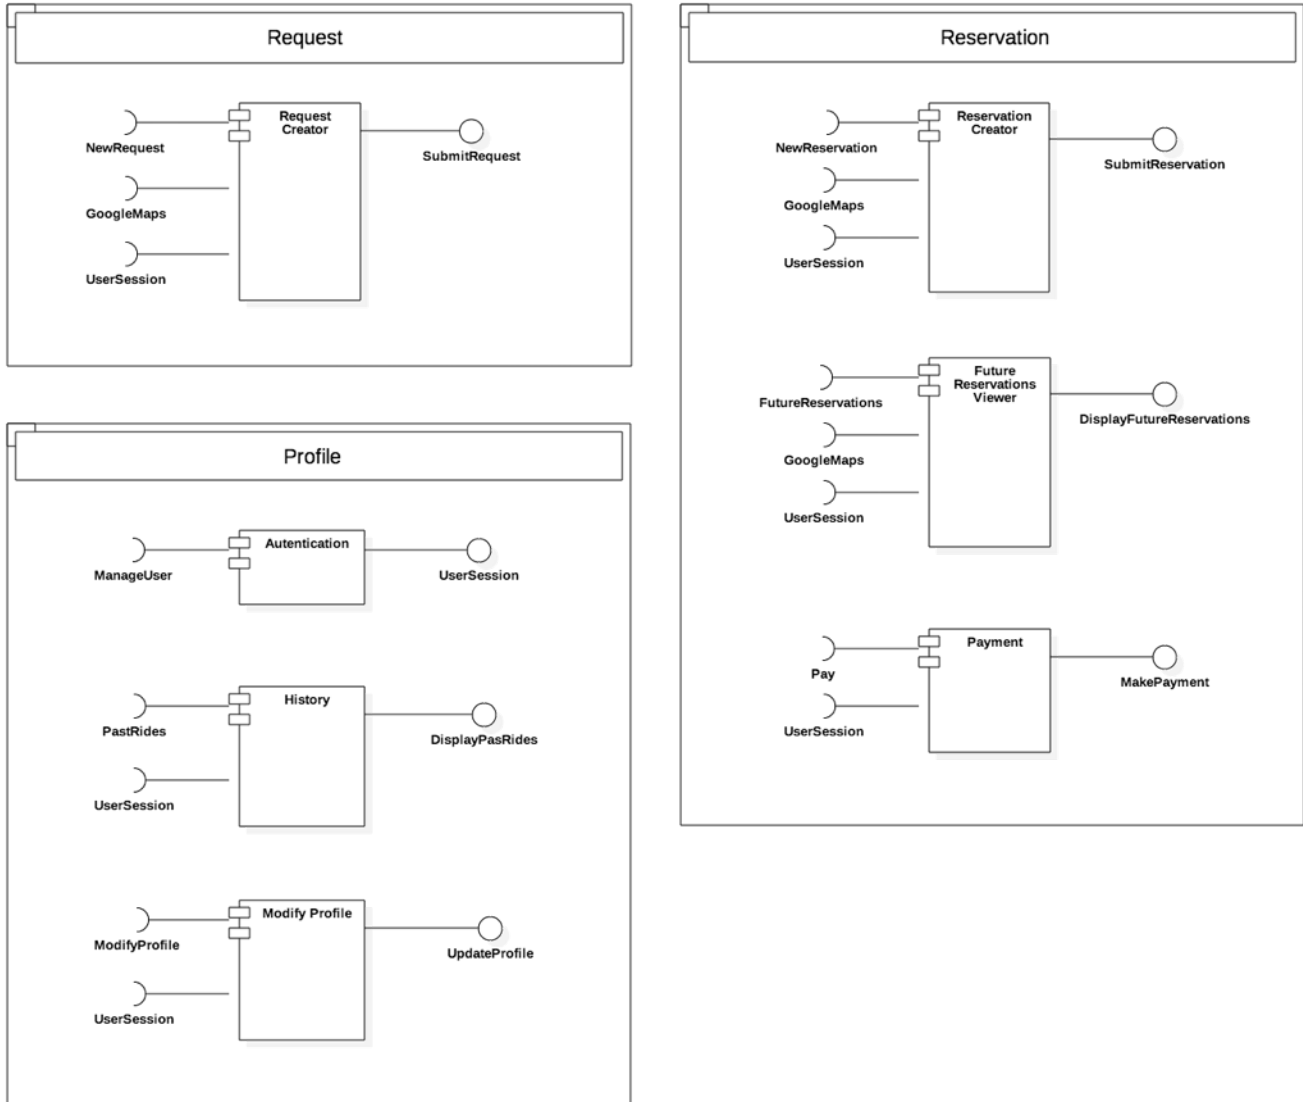 Request
Request
Creator
NewRequest
SubmitRequest
GoogleMaps
UserSession
Profile
Autentication
ManageUser
UserSession
History
PastRides
DisplayPasRides
UserSession
Modify Profile
ModifyProfile
UpdateProfile
UserSession
Reservation
Reservation
Creator
NewReservation
SubmitReservation
GoogleMaps
UserSession
Future
Reservations
Viewer
FutureReservations
DisplayFutureReservations
GoogleMaps
UserSession
Payment
Pay
MakePayment
UserSession